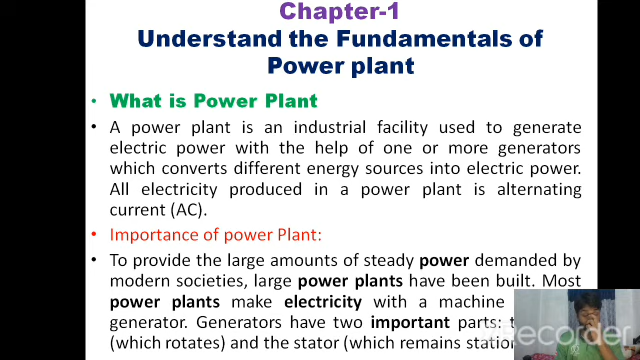 Chapter-1
Understand the Fundamentals of
Power plant
• What is Power Plant
• A power plant is an industrial facility used to generate
electric power with the help of one or more generators
which converts different energy sources into electric power.
All electricity produced in a power plant is alternating
current (AC).
• Importance of power Plant:
• To provide the large amounts of steady power demanded by
modern societies, large power plants have been built. Most
power plants make electricity with a machine
generator. Generators have two important parts:
(which rotates) and the stator (which remains